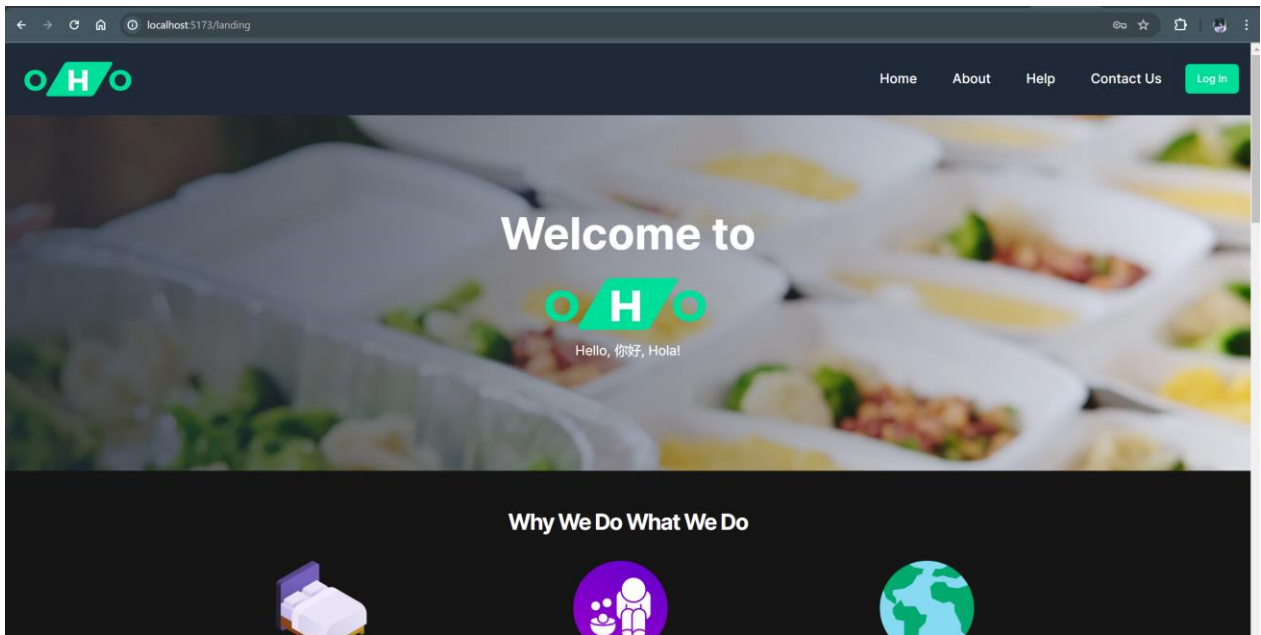 localhost:5173/landing
OHO
Home About Help Contact Us Log In
Welcome to
OHO
Hello, 你好, Hola!
Why We Do What We Do